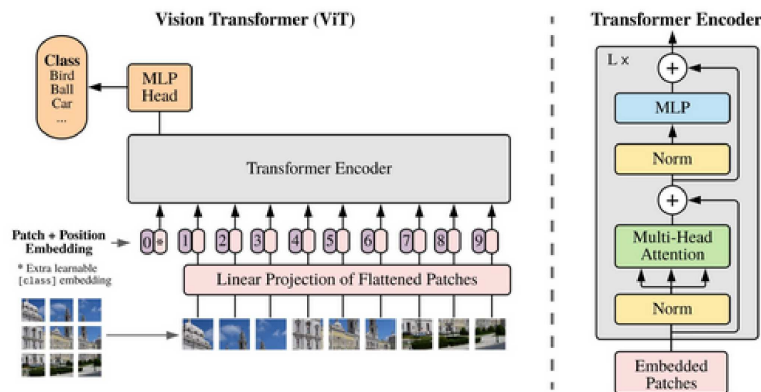 Vision Transformer (ViT)
Class
Bird
Ball
Car
...
MLP
Head
Transformer Encoder
Patch + Position
Embedding
0 * 1 2 3 4 5 6 7 8 9
* Extra learnable
[class] embedding
Linear Projection of Flattened Patches
Transformer Encoder
L x
+
MLP
Norm
+
Multi-Head
Attention
Norm
Embedded
Patches